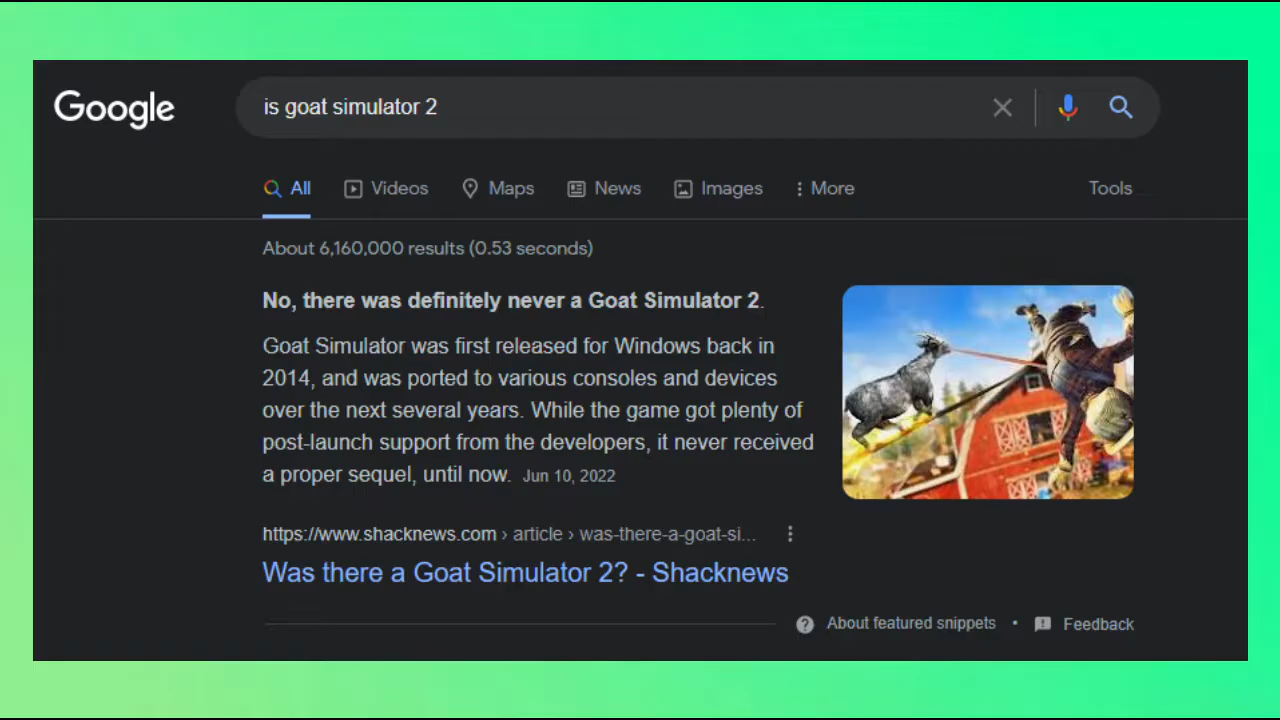 Google
is goat simulator 2
All
Videos
Maps
News
Images
More
Tools
About 6,160,000 results (0.53 seconds)
No, there was definitely never a Goat Simulator 2.
Goat Simulator was first released for Windows back in
2014, and was ported to various consoles and devices
over the next several years. While the game got plenty of
post-launch support from the developers, it never received
a proper sequel, until now. Jun 10, 2022
https://www.shacknews.com › article › was-there-a-goat-si...
Was there a Goat Simulator 2? - Shacknews
About featured snippets • Feedback